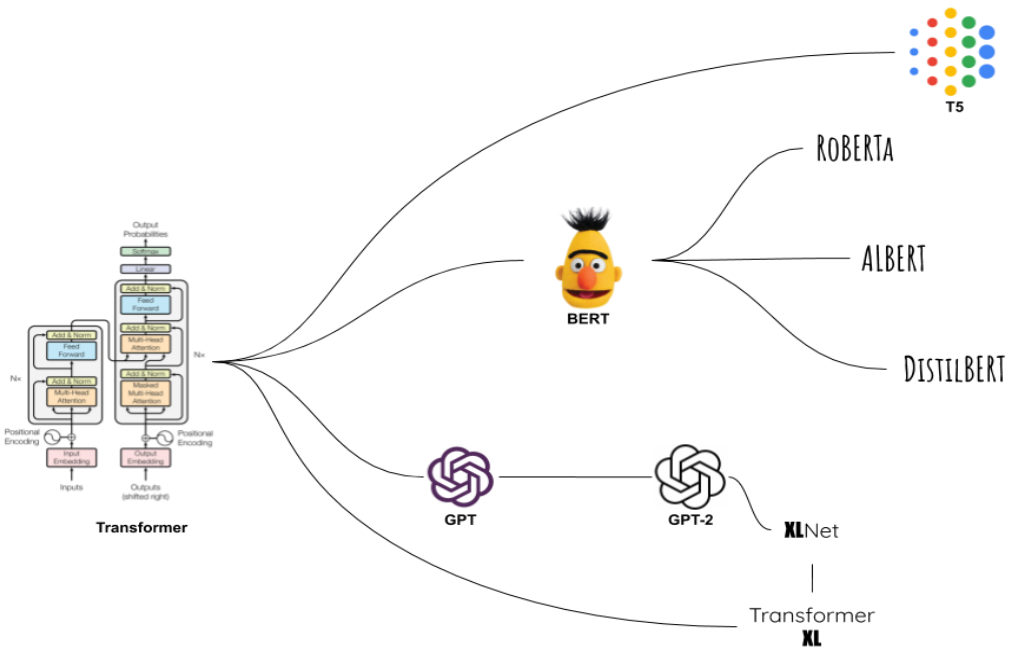 T5
RoBERTa
ALBERT
BERT
DistilBERT
Output
Probabilities
Softmax
Linear
Add & Norm
Feed
Forward
Add & Norm
Multi-Head
Attention
Add & Norm
Masked
Multi-Head
Attention
N×
Add & Norm
Feed
Forward
Add & Norm
Multi-Head
Attention
N×
Positional
Encoding
Positional
Encoding
Input
Embedding
Output
Embedding
Inputs
Outputs
(shifted right)
Transformer
GPT
GPT-2
XLNet
Transformer
XL